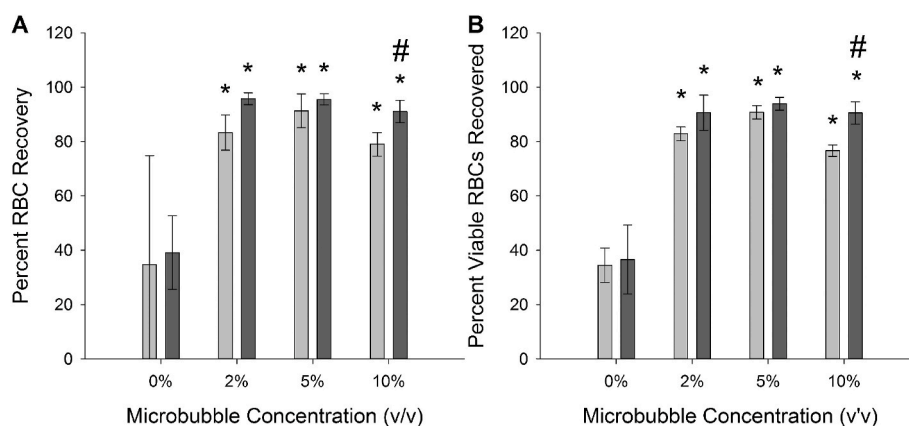 A
Percent RBC Recovery
120
100
80
60
40
20
0
* * * * * * #
0% 2% 5% 10%
Microbubble Concentration (v/v)
B
Percent Viable RBCs Recovered
120
100
80
60
40
20
0
* * * * * * #
0% 2% 5% 10%
Microbubble Concentration (v'v)